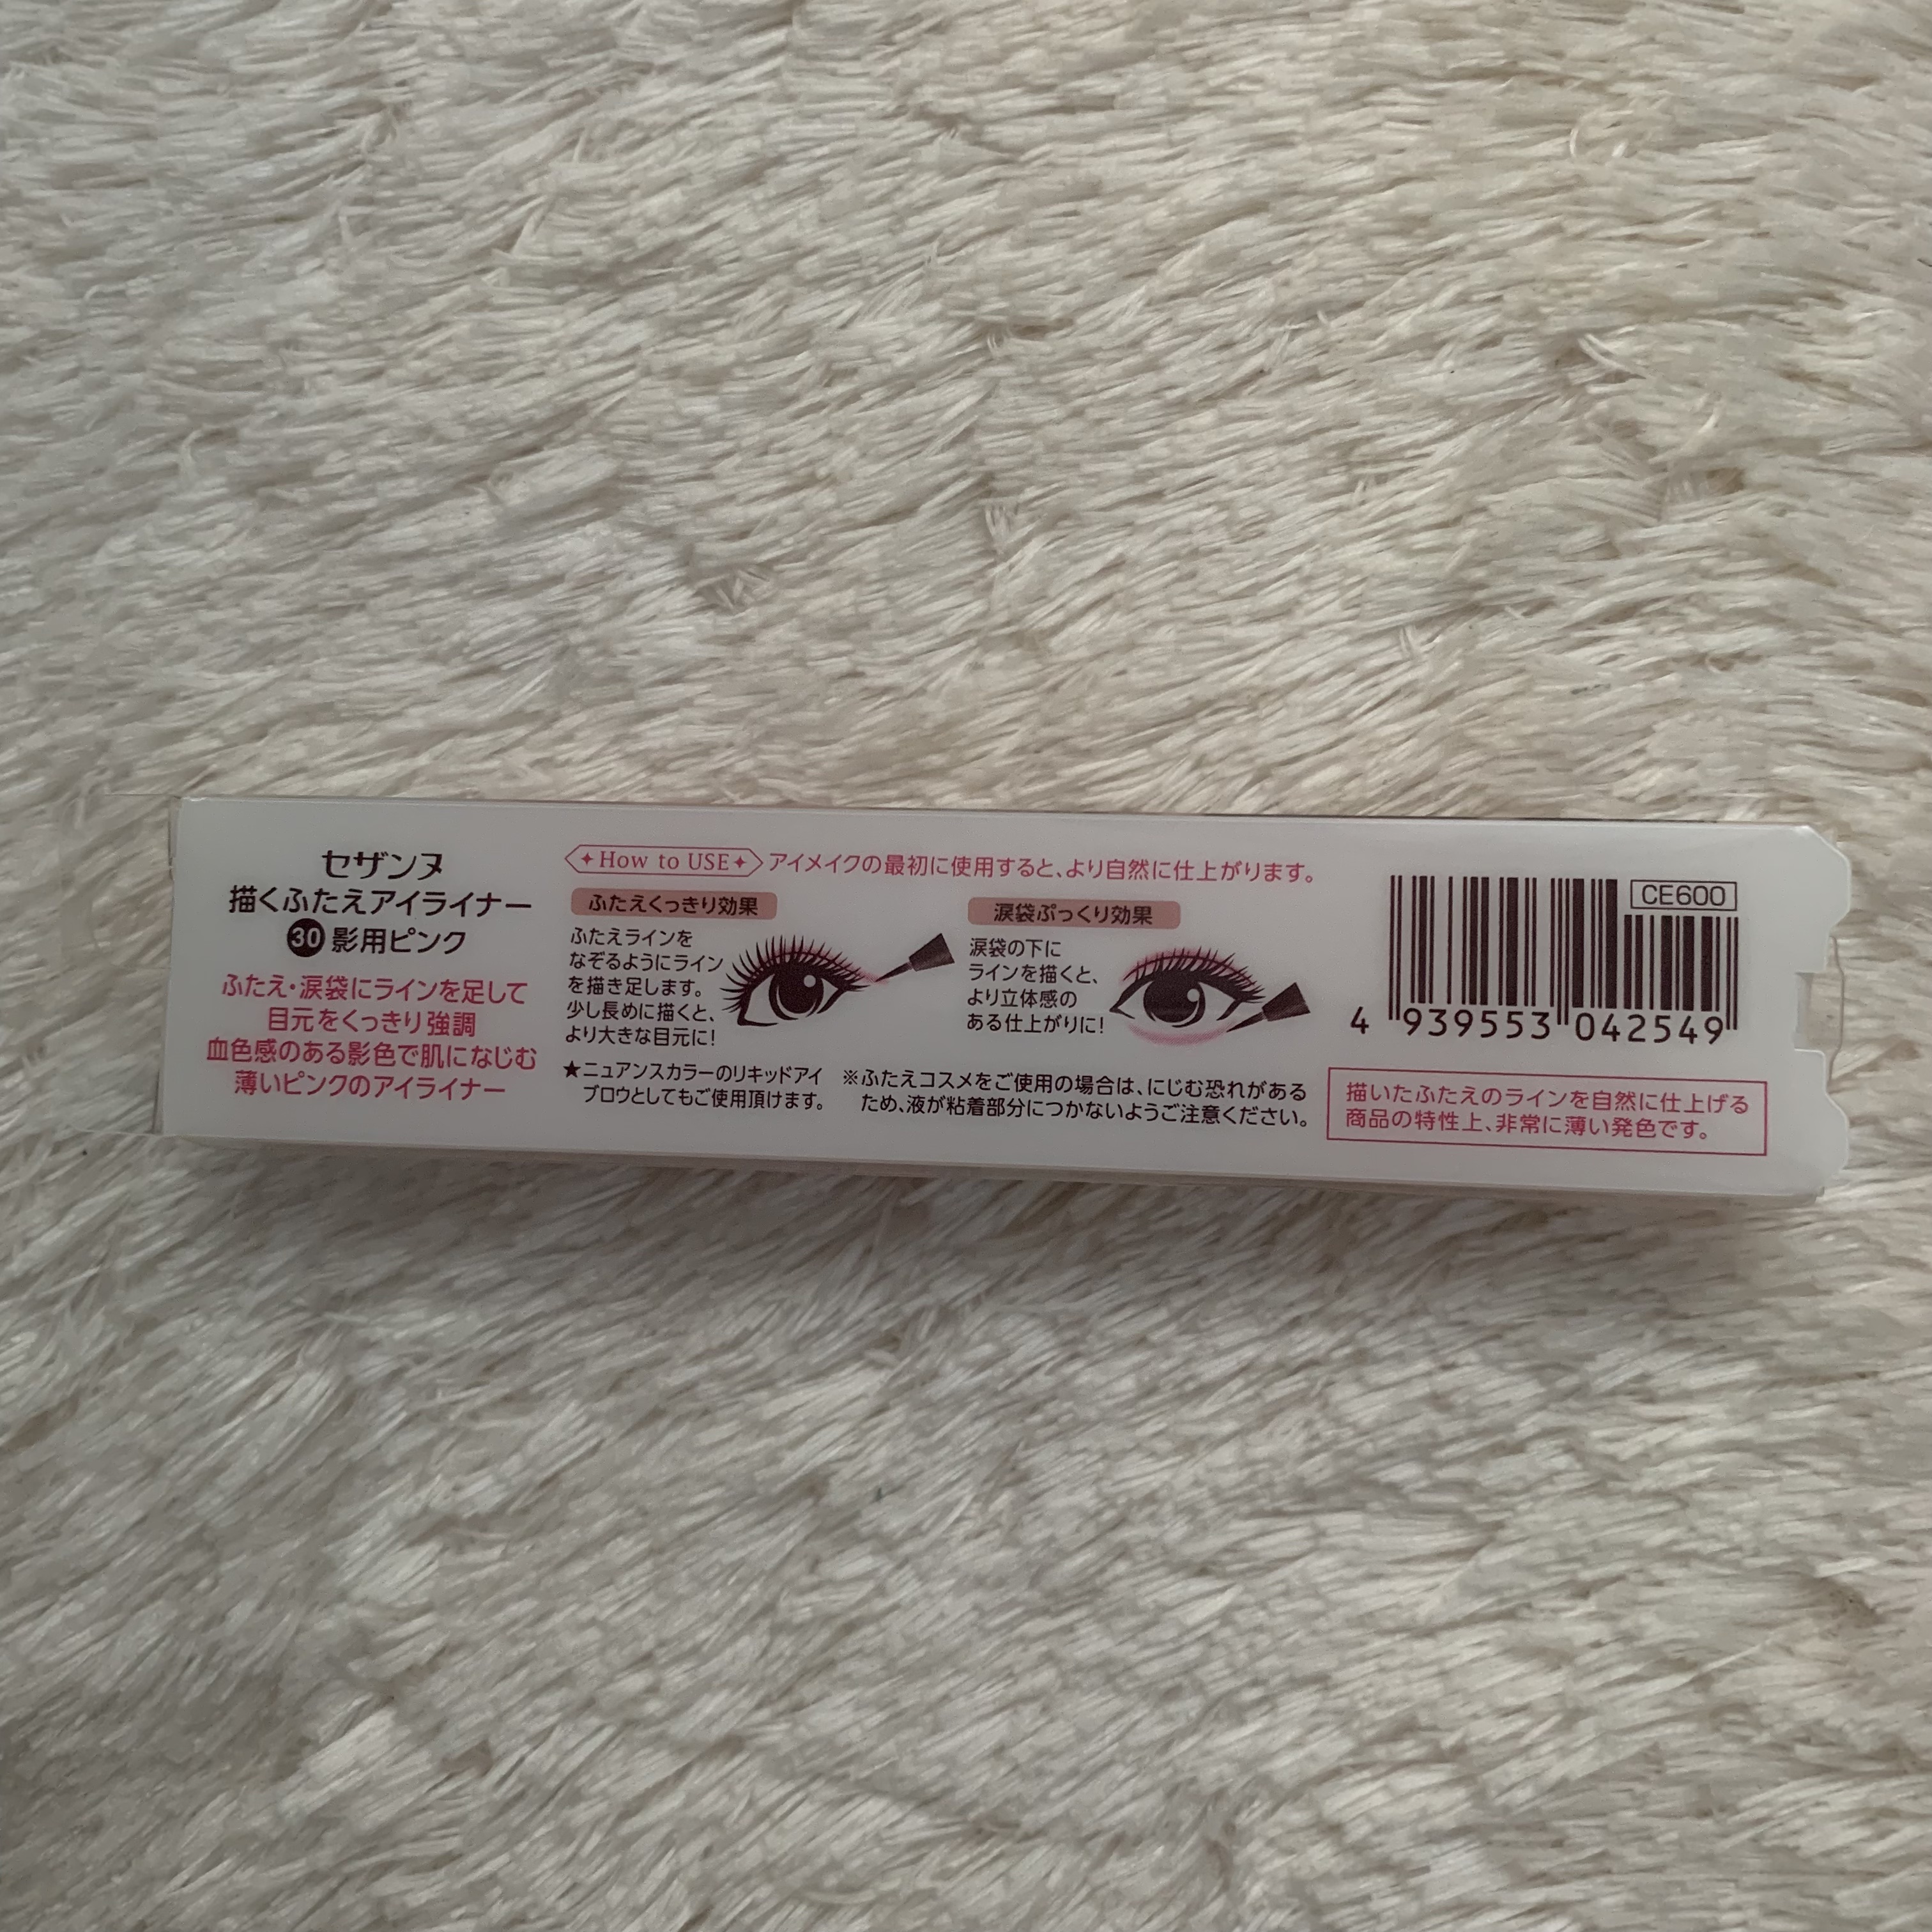 セザンヌ
描くふたえアイライナー
30 影用ピンク
ふたえ・涙袋にラインを足して
目元をくっきり強調
血色感のある影色で肌になじむ
薄いピンクのアイライナー
How to USE アイメイクの最初に使用すると、より自然に仕上がります。
ふたえくっきり効果
ふたえラインを
なぞるようにライン
を描き足します。
少し長めに描くと、
より大きな目元に!
涙袋ぷっくり効果
涙袋の下に
ラインを描くと、
より立体感の
ある仕上がりに!
★ニュアンスカラーのリキッドアイ
ブロウとしてもご使用頂けます。
※ふたえコスメをご使用の場合は、にじむ恐れがある
ため、液が粘着部分につかないようご注意ください。
CE600
4 939553 042549
描いたふたえのラインを自然に仕上げる
商品の特性上、非常に薄い発色です。